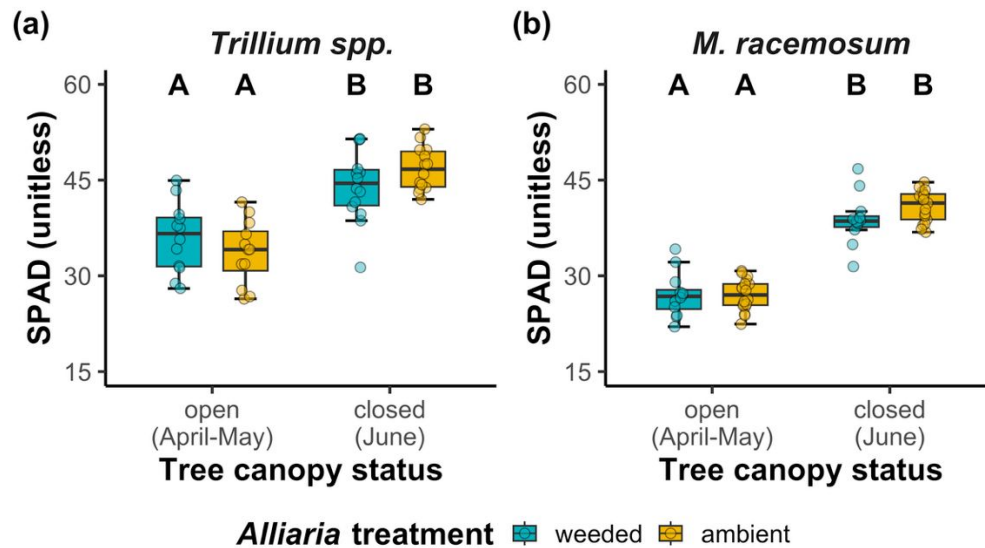 (a)
Trillium spp.
SPAD (unitless)
60
45
30
15
A A B B
open
(April-May)
closed
(June)
Tree canopy status
(b)
M. racemosum
SPAD (unitless)
60
45
30
15
A A B B
open
(April-May)
closed
(June)
Tree canopy status
Alliaria treatment weeded ambient